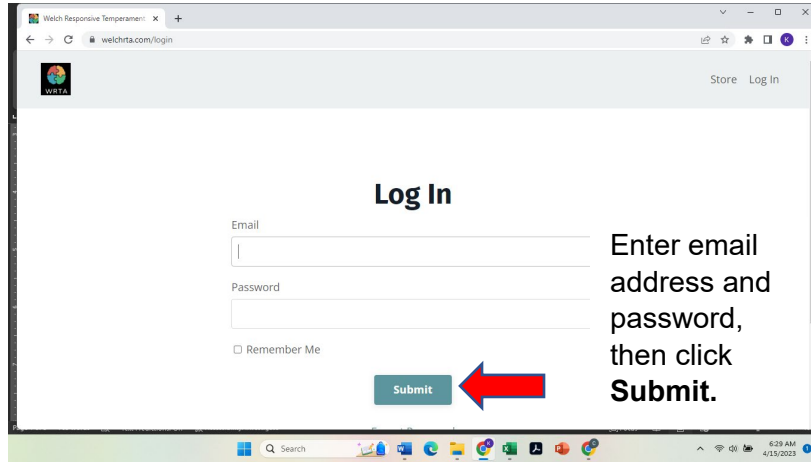 Welch Responsive Temperament
welchrta.com/login
K
WRTA
Store Log In
Log In
Email
Password
Remember Me
Submit
Enter email
address and
password,
then click
Submit.
Search
6:29 AM
4/15/2023